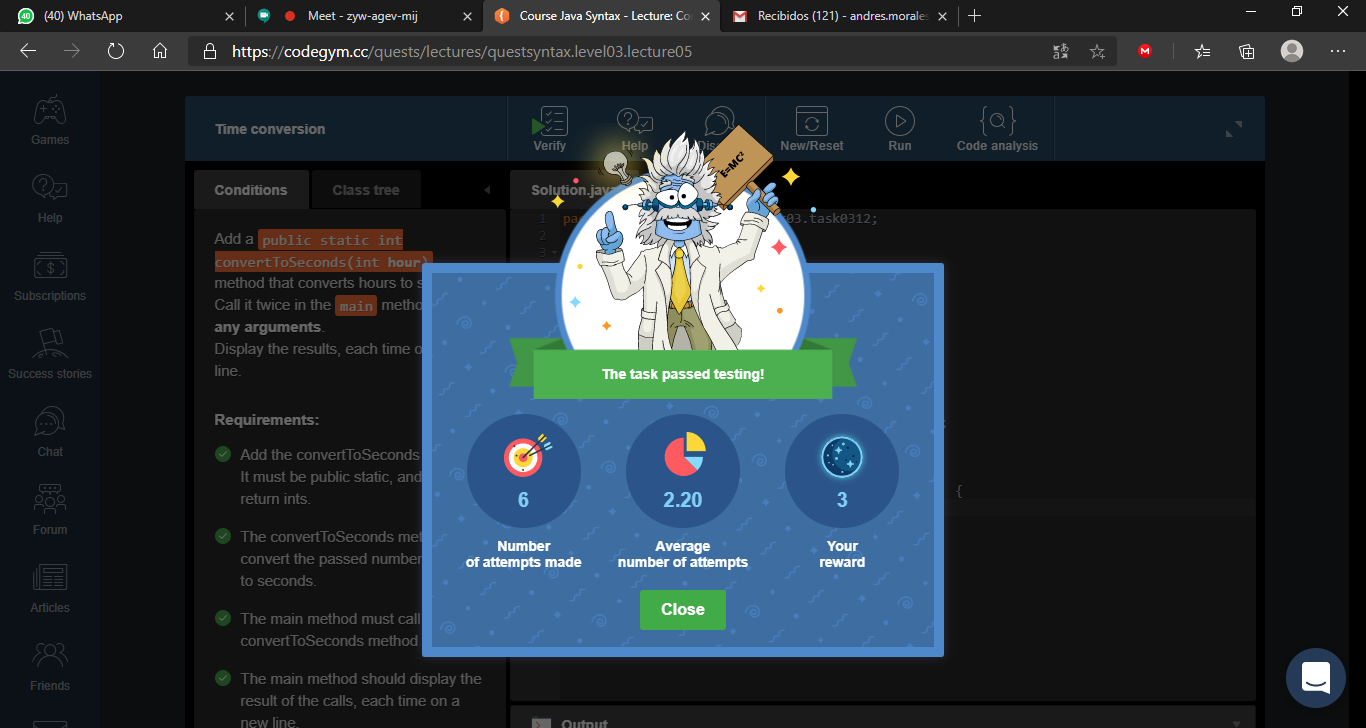 (40) WhatsApp
Meet - zyw-agev-mij
Course Java Syntax - Lecture: Co
Recibidos (121) - andres.morales
https://codegym.cc/quests/lectures/questsyntax.level03.lecture05
Games
Help
Subscriptions
Success stories
Chat
Forum
Articles
Friends
Time conversion
Verify
Help
New/Reset
Run
Code analysis
Conditions
Class tree
Solution.java
Add a public static int
convertToSeconds(int hour)
method that converts hours to s
Call it twice in the main metho
any arguments.
Display the results, each time o
line.
Requirements:
Add the convertToSeconds
It must be public static, and
return ints.
The convertToSeconds met
convert the passed number
to seconds.
The main method must call
convertToSeconds method
The main method should display the
result of the calls, each time on a
new line.
1 pa 03.task0312;
2
3
{
E=MC²
The task passed testing!
6
Number
of attempts made
2.20
Average
number of attempts
3
Your
reward
Close
Output